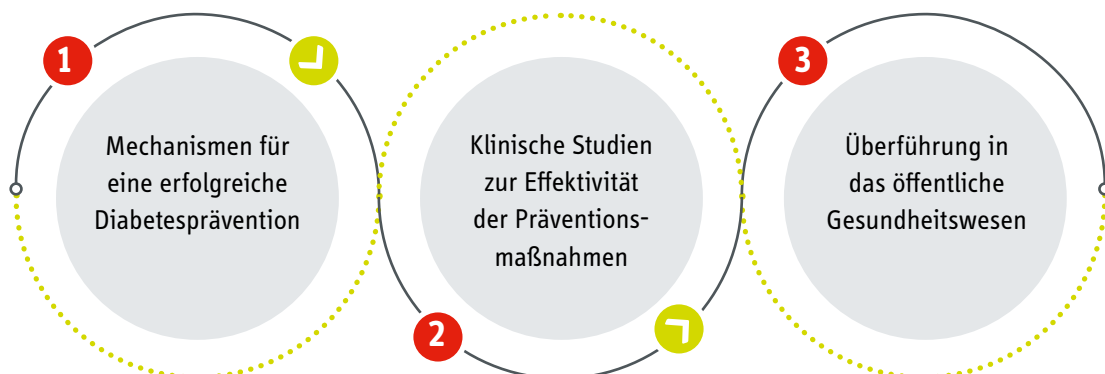 1
Mechanismen für
eine erfolgreiche
Diabetesprävention
2
Klinische Studien
zur Effektivität
der Präventions-
maßnahmen
3
Überführung in
das öffentliche
Gesundheitswesen